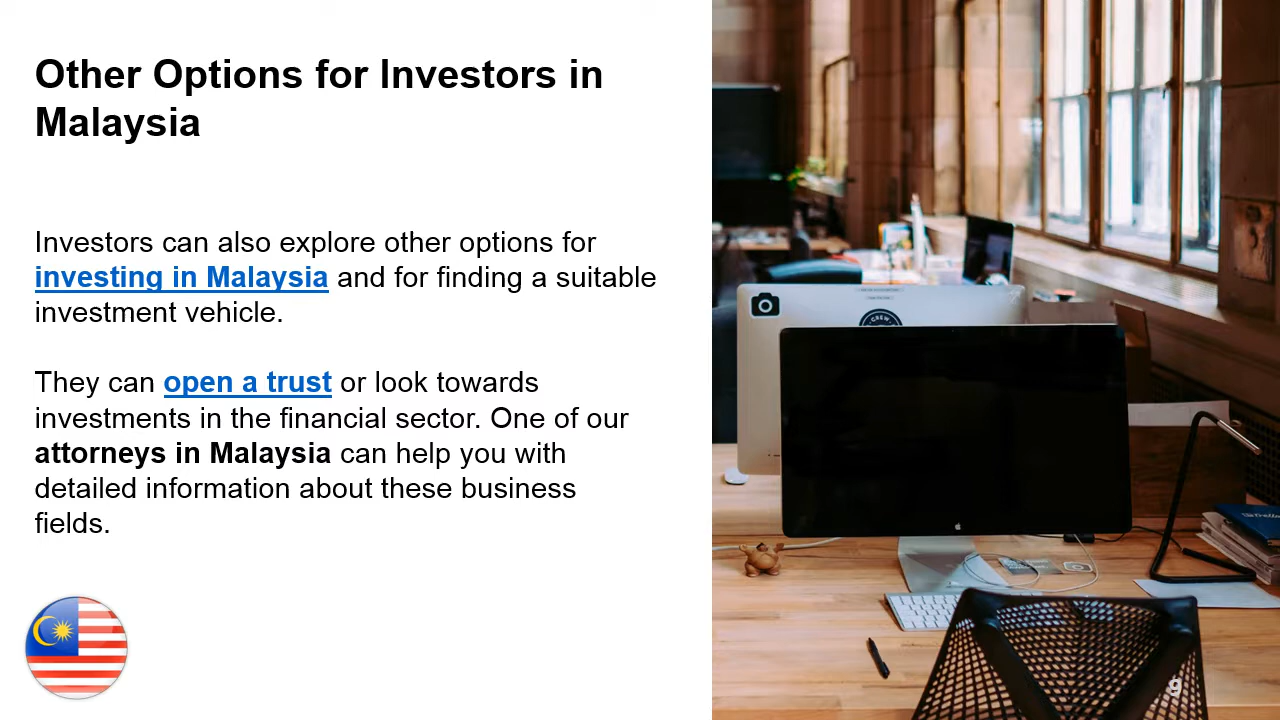 Other Options for Investors in
Malaysia
Investors can also explore other options for
investing in Malaysia and for finding a suitable
investment vehicle.
They can open a trust or look towards
investments in the financial sector. One of our
attorneys in Malaysia can help you with
detailed information about these business
fields.
CREW
9